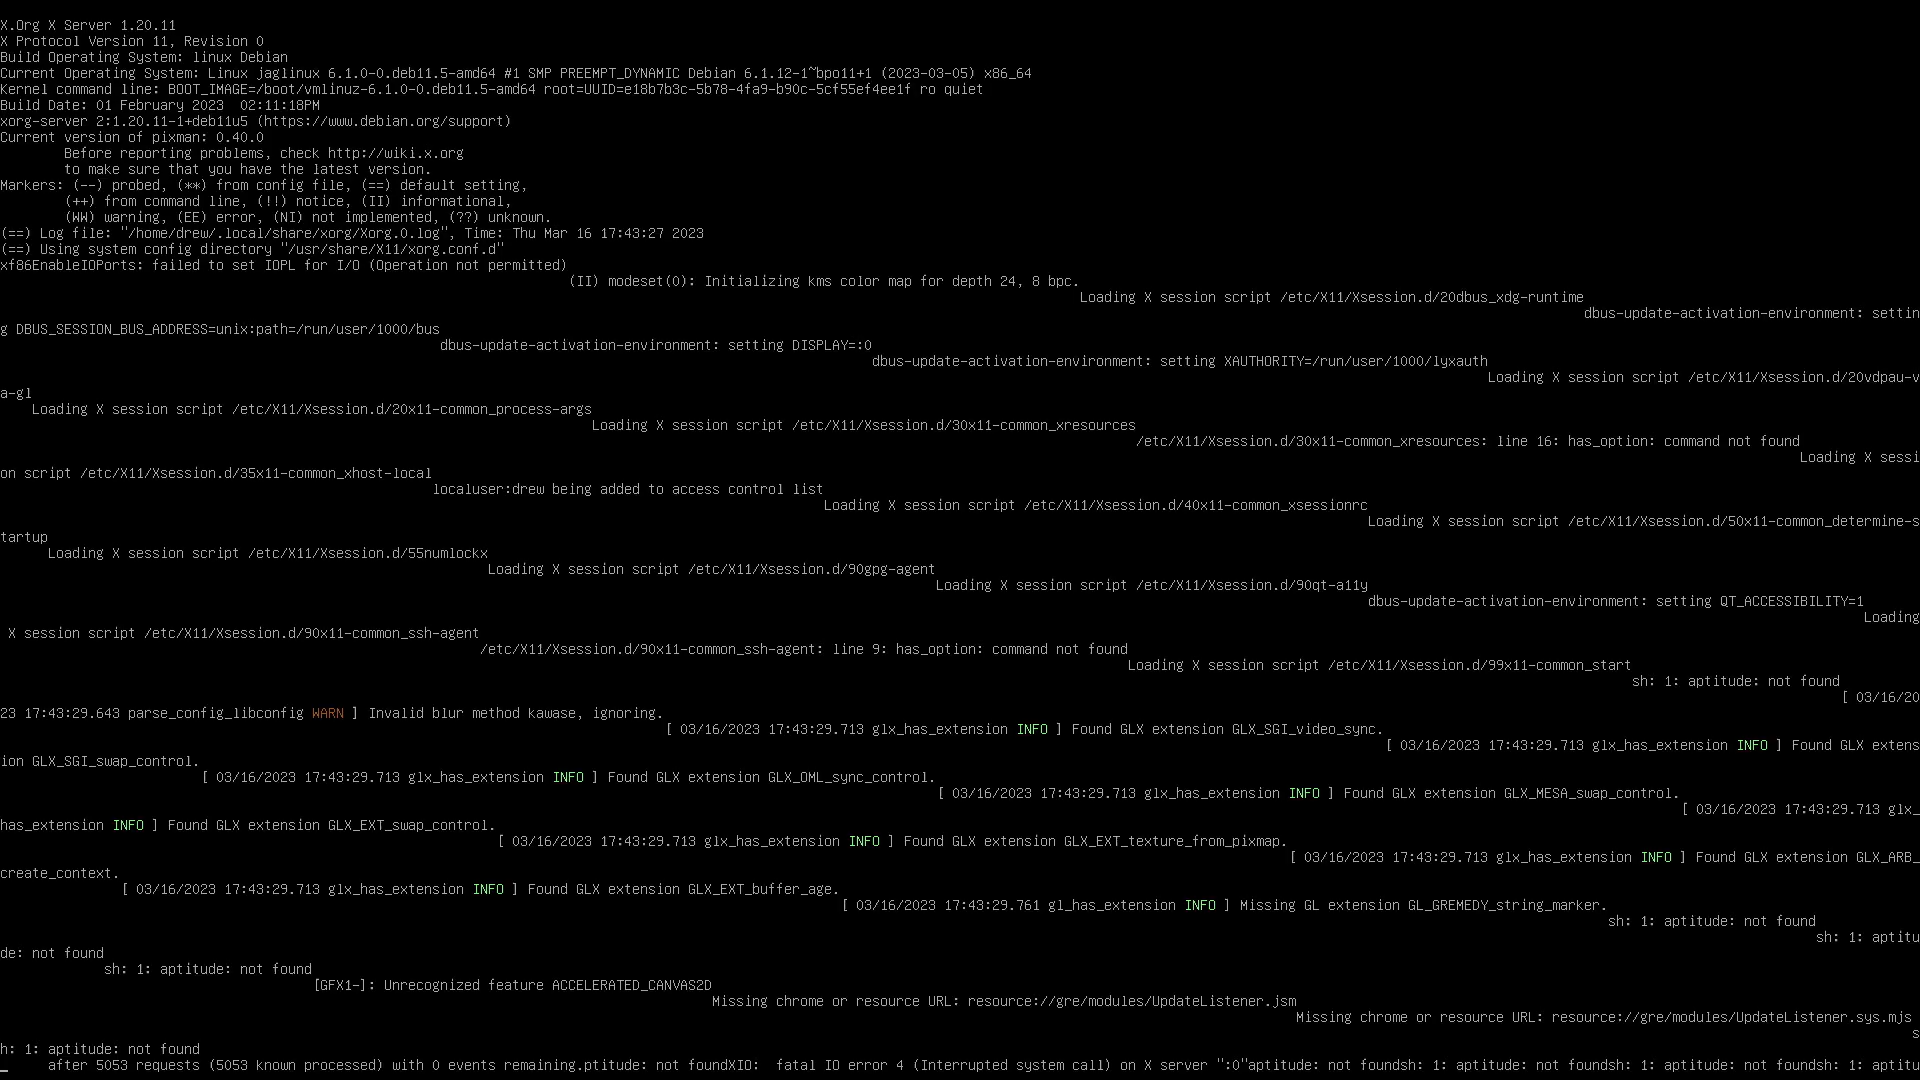 X.Org X Server 1.20.11
X Protocol Version 11, Revision 0
Build Operating System: linux Debian
Current Operating System: Linux jaglinux 6.1.0-0.deb11.5-amd64 #1 SMP PREEMPT_DYNAMIC Debian 6.1.12-1~bpo11+1 (2023-03-05) x86_64
Kernel command line: BOOT_IMAGE=/boot/vmlinuz-6.1.0-0.deb11.5-amd64 root=UUID=e18b7b3c-5b78-4fa9-b90c-5cf55ef4ee1f ro quiet
Build Date: 01 February 2023  02:11:18PM
xorg-server 2:1.20.11-1+deb11u5 (https://www.debian.org/support)
Current version of pixman: 0.40.0
Before reporting problems, check http://wiki.x.org
to make sure that you have the latest version.
Markers: (--) probed, (**) from config file, (==) default setting,
(++) from command line, (!!) notice, (II) informational,
(WW) warning, (EE) error, (NI) not implemented, (??) unknown.
(==) Log file: "/home/drew/.local/share/xorg/Xorg.0.log", Time: Thu Mar 16 17:43:27 2023
(==) Using system config directory "/usr/share/X11/xorg.conf.d"
xf86EnableIOPorts: failed to set IOPL for I/O (Operation not permitted)
(II) modeset(0): Initializing kms color map for depth 24, 8 bpc.
Loading X session script /etc/X11/Xsession.d/20dbus_xdg-runtime
dbus-update-activation-environment: settin
g DBUS_SESSION_BUS_ADDRESS=unix:path=/run/user/1000/bus
dbus-update-activation-environment: setting DISPLAY=:0
dbus-update-activation-environment: setting XAUTHORITY=/run/user/1000/lyxauth
Loading X session script /etc/X11/Xsession.d/20vdpau-v
a-gl
Loading X session script /etc/X11/Xsession.d/20x11-common_process-args
Loading X session script /etc/X11/Xsession.d/30x11-common_xresources
/etc/X11/Xsession.d/30x11-common_xresources: line 16: has_option: command not found
Loading X sessi
on script /etc/X11/Xsession.d/35x11-common_xhost-local
localuser:drew being added to access control list
Loading X session script /etc/X11/Xsession.d/40x11-common_xsessionrc
Loading X session script /etc/X11/Xsession.d/50x11-common_determine-s
tartup
Loading X session script /etc/X11/Xsession.d/55numlockx
Loading X session script /etc/X11/Xsession.d/90gpg-agent
Loading X session script /etc/X11/Xsession.d/90qt-a11y
dbus-update-activation-environment: setting QT_ACCESSIBILITY=1
Loading
X session script /etc/X11/Xsession.d/90x11-common_ssh-agent
/etc/X11/Xsession.d/90x11-common_ssh-agent: line 9: has_option: command not found
Loading X session script /etc/X11/Xsession.d/99x11-common_start
sh: 1: aptitude: not found
[ 03/16/20
23 17:43:29.643 parse_config_libconfig WARN ] Invalid blur method kawase, ignoring.
[ 03/16/2023 17:43:29.713 glx_has_extension INFO ] Found GLX extension GLX_SGI_video_sync.
[ 03/16/2023 17:43:29.713 glx_has_extension INFO ] Found GLX extens
ion GLX_SGI_swap_control.
[ 03/16/2023 17:43:29.713 glx_has_extension INFO ] Found GLX extension GLX_OML_sync_control.
[ 03/16/2023 17:43:29.713 glx_has_extension INFO ] Found GLX extension GLX_MESA_swap_control.
[ 03/16/2023 17:43:29.713 glx_
has_extension INFO ] Found GLX extension GLX_EXT_swap_control.
[ 03/16/2023 17:43:29.713 glx_has_extension INFO ] Found GLX extension GLX_EXT_texture_from_pixmap.
[ 03/16/2023 17:43:29.713 glx_has_extension INFO ] Found GLX extension GLX_ARB_
create_context.
[ 03/16/2023 17:43:29.713 glx_has_extension INFO ] Found GLX extension GLX_EXT_buffer_age.
[ 03/16/2023 17:43:29.761 gl_has_extension INFO ] Missing GL extension GL_GREMEDY_string_marker.
sh: 1: aptitude: not found
sh: 1: aptitu
de: not found
sh: 1: aptitude: not found
[GFX1-]: Unrecognized feature ACCELERATED_CANVAS2D
Missing chrome or resource URL: resource://gre/modules/UpdateListener.jsm
Missing chrome or resource URL: resource://gre/modules/UpdateListener.sys.mjs
s
h: 1: aptitude: not found
after 5053 requests (5053 known processed) with 0 events remaining.ptitude: not foundXIO:  fatal IO error 4 (Interrupted system call) on X server ":0"aptitude: not foundsh: 1: aptitude: not foundsh: 1: aptitude: not foundsh: 1: aptitu